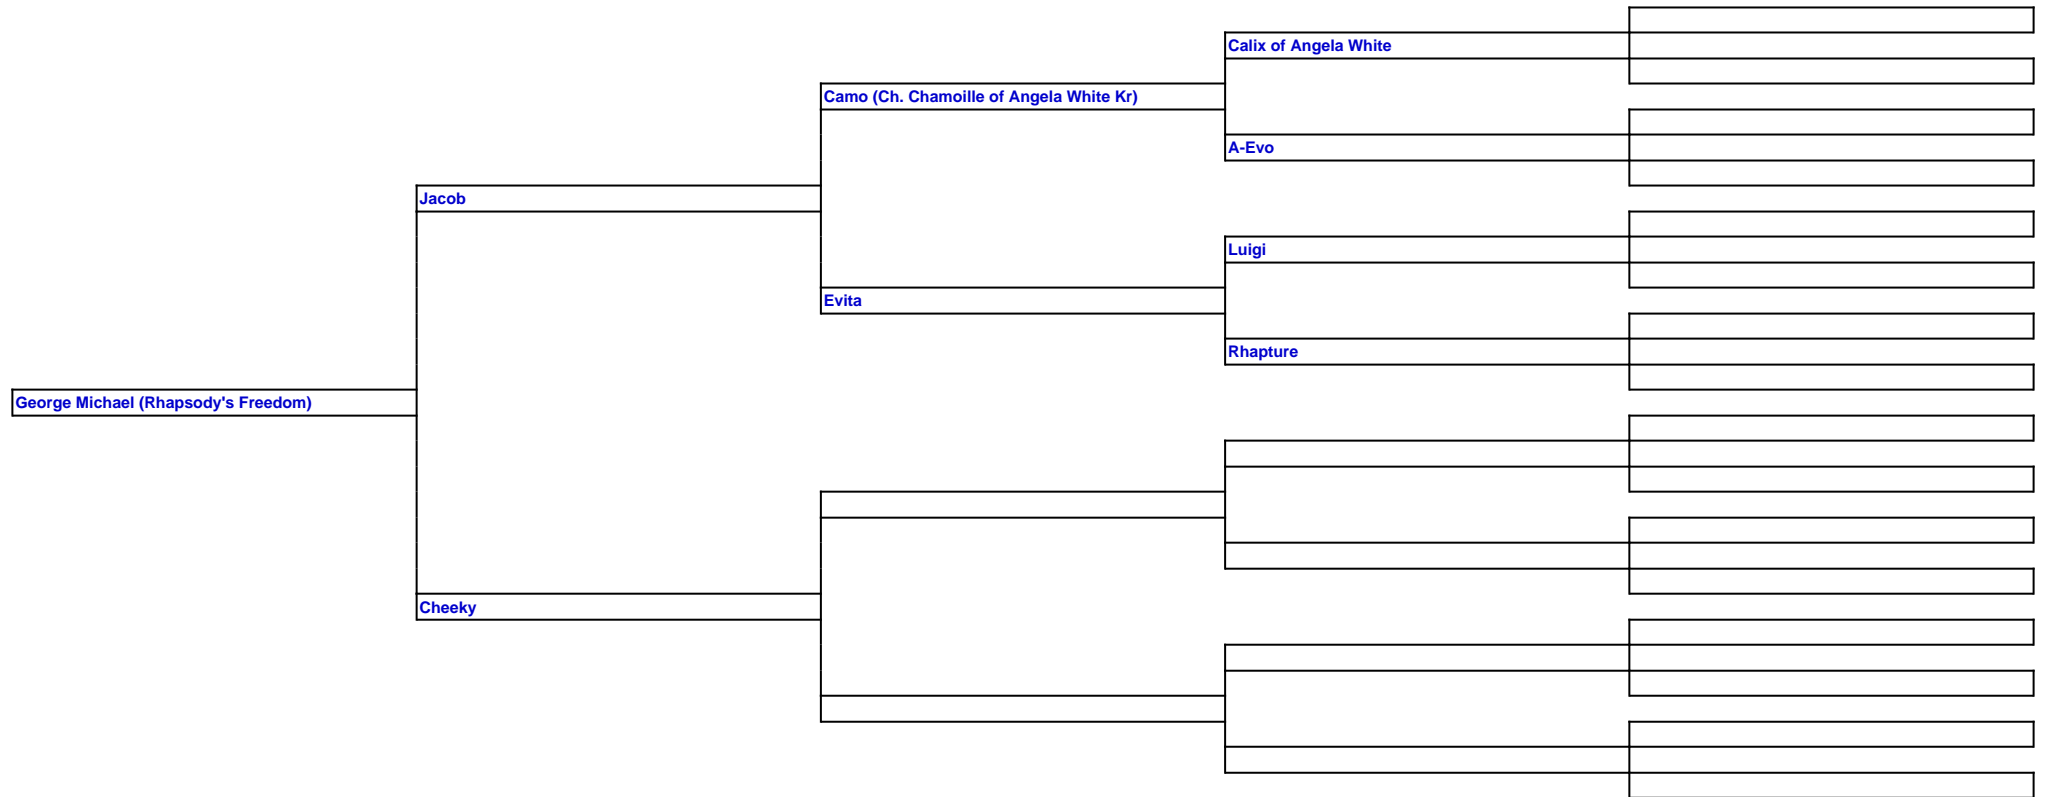 Calix of Angela White
Camo (Ch. Chamoille of Angela White Kr)
A-Evo
Jacob
Luigi
Evita
Rhapture
George Michael (Rhapsody's Freedom)
Cheeky